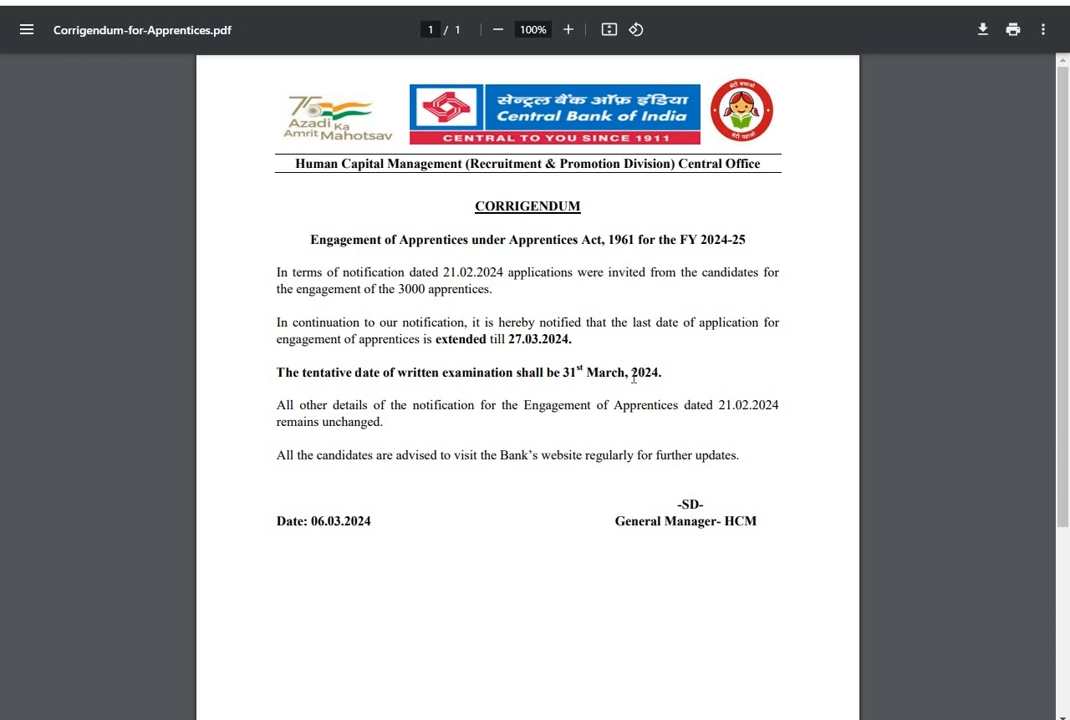 Corrigendum-for-Apprentices.pdf
1 / 1
100%
75
Azadi Ka
Amrit Mahotsav
सेन्ट्रल बैंक ऑफ़ इंडिया
Central Bank of India
CENTRAL TO YOU SINCE 1911
बेटी बचाओ
बेटी पढ़ाओ
Human Capital Management (Recruitment & Promotion Division) Central Office
CORRIGENDUM
Engagement of Apprentices under Apprentices Act, 1961 for the FY 2024-25
In terms of notification dated 21.02.2024 applications were invited from the candidates for
the engagement of the 3000 apprentices.
In continuation to our notification, it is hereby notified that the last date of application for
engagement of apprentices is extended till 27.03.2024.
The tentative date of written examination shall be 31st March, 2024.
All other details of the notification for the Engagement of Apprentices dated 21.02.2024
remains unchanged.
All the candidates are advised to visit the Bank’s website regularly for further updates.
-SD-
Date: 06.03.2024 General Manager- HCM